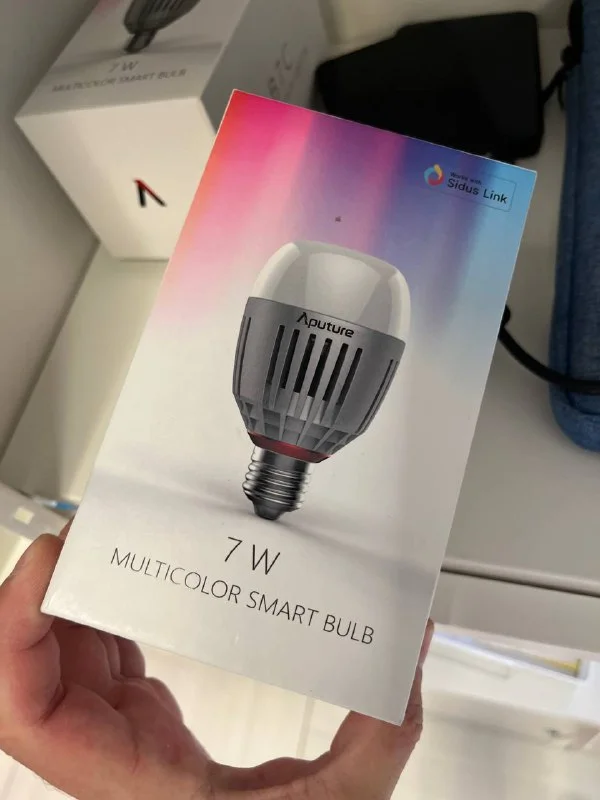 7 W
MULTICOLOR SMART BULB
Works with
Sidus Link
Aputure
7 W
MULTICOLOR SMART BULB